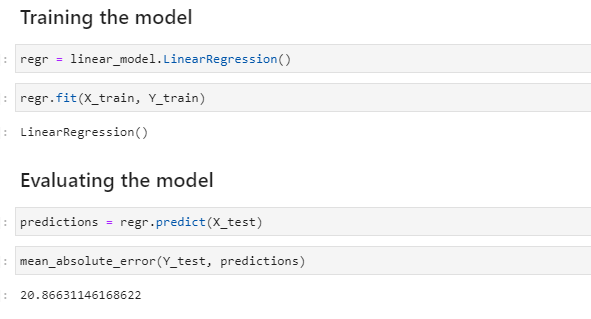 Training the model
: regr = linear_model.LinearRegression()
: regr.fit(X_train, Y_train)
: LinearRegression()
Evaluating the model
: predictions = regr.predict(X_test)
: mean_absolute_error(Y_test, predictions)
: 20.86631146168622